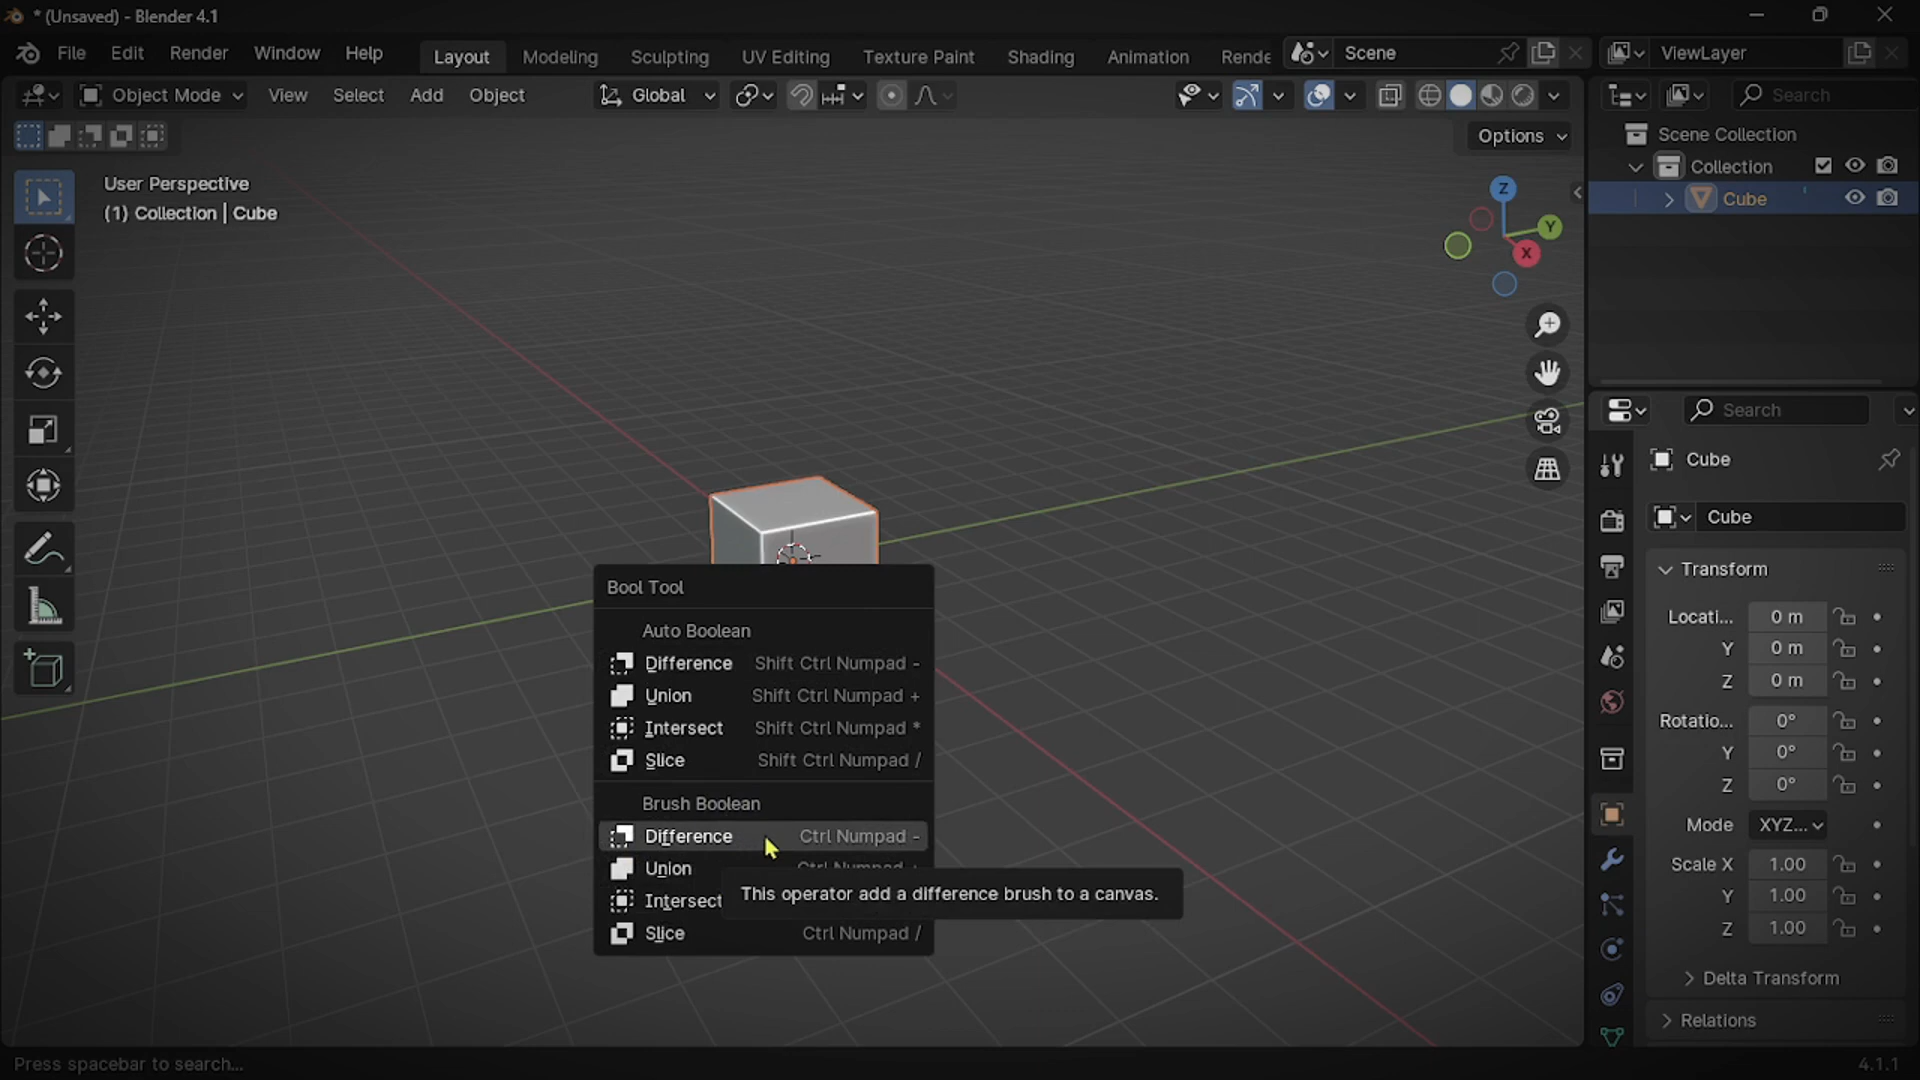 * (Unsaved) - Blender 4.1
File Edit Render Window Help Layout Modeling Sculpting UV Editing Texture Paint Shading Animation Rende Scene ViewLayer
Object Mode View Select Add Object Global Search
Options
User Perspective
(1) Collection | Cube
Scene Collection
Collection
Cube
Z
Y
X
Search
Cube
Cube
Transform
Locati... 0 m
Y 0 m
Z 0 m
Rotatio... 0°
Y 0°
Z 0°
Mode XYZ...
Scale X 1.00
Y 1.00
Z 1.00
Delta Transform
Relations
Bool Tool
Auto Boolean
Difference Shift Ctrl Numpad -
Union Shift Ctrl Numpad +
Intersect Shift Ctrl Numpad *
Slice Shift Ctrl Numpad /
Brush Boolean
Difference Ctrl Numpad -
Union Ctrl Numpad +
Intersect
This operator add a difference brush to a canvas.
Slice Ctrl Numpad /
Press spacebar to search...
4.1.1